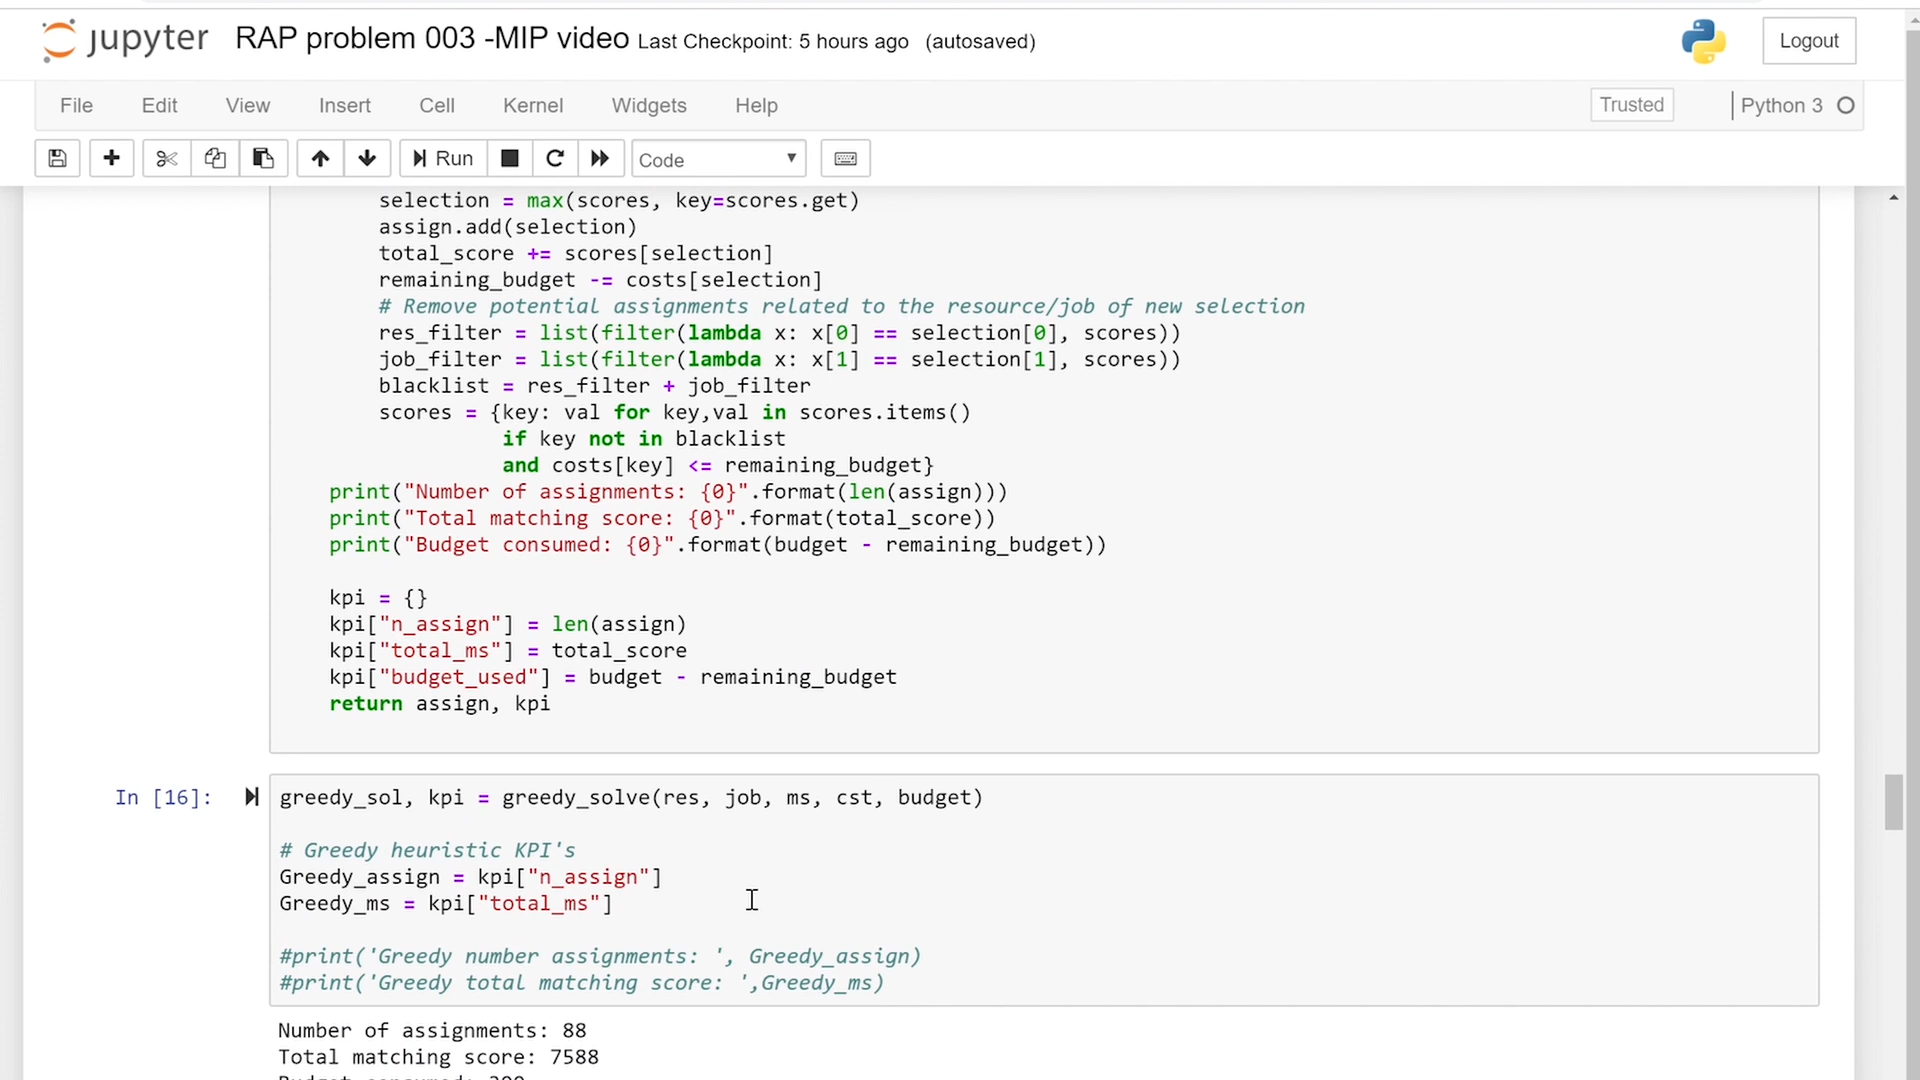 jupyter RAP problem 003 -MIP video Last Checkpoint: 5 hours ago (autosaved) Logout
File Edit View Insert Cell Kernel Widgets Help Trusted Python 3
Run Code
selection = max(scores, key=scores.get)
assign.add(selection)
total_score += scores[selection]
remaining_budget -= costs[selection]
# Remove potential assignments related to the resource/job of new selection
res_filter = list(filter(lambda x: x[0] == selection[0], scores))
job_filter = list(filter(lambda x: x[1] == selection[1], scores))
blacklist = res_filter + job_filter
scores = {key: val for key,val in scores.items()
if key not in blacklist
and costs[key] <= remaining_budget}
print("Number of assignments: {0}".format(len(assign)))
print("Total matching score: {0}".format(total_score))
print("Budget consumed: {0}".format(budget - remaining_budget))
kpi = {}
kpi["n_assign"] = len(assign)
kpi["total_ms"] = total_score
kpi["budget_used"] = budget - remaining_budget
return assign, kpi
In [16]: greedy_sol, kpi = greedy_solve(res, job, ms, cst, budget)
# Greedy heuristic KPI's
Greedy_assign = kpi["n_assign"]
Greedy_ms = kpi["total_ms"]
#print('Greedy number assignments: ', Greedy_assign)
#print('Greedy total matching score: ',Greedy_ms)
Number of assignments: 88
Total matching score: 7588